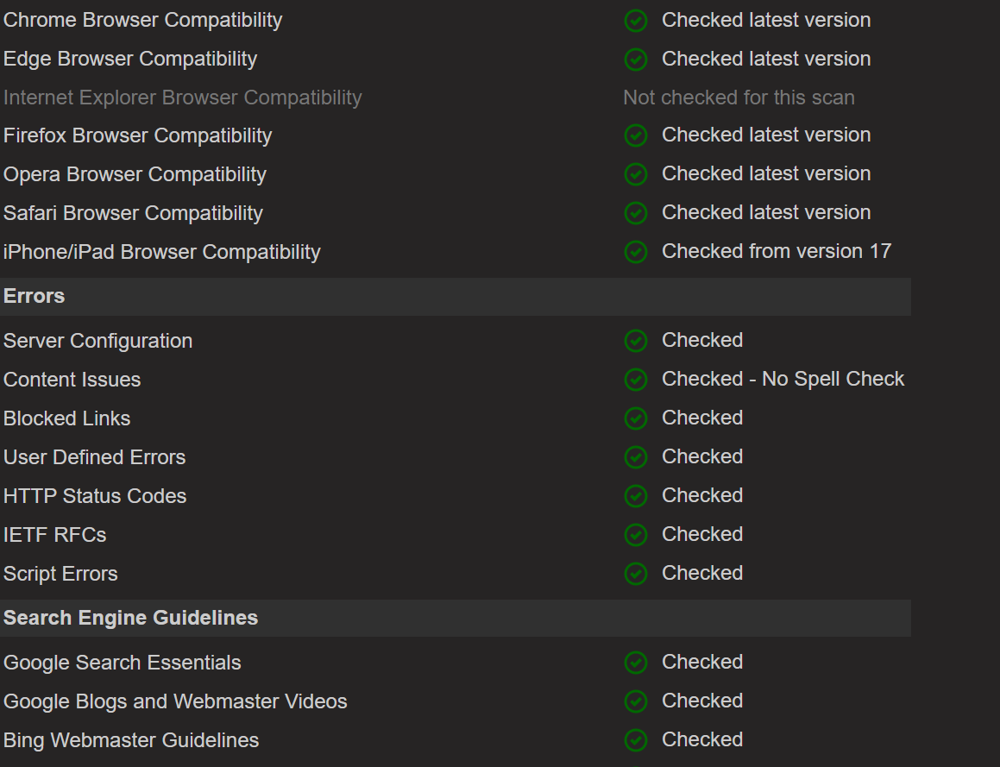 Chrome Browser Compatibility Checked latest version
Edge Browser Compatibility Checked latest version
Internet Explorer Browser Compatibility Not checked for this scan
Firefox Browser Compatibility Checked latest version
Opera Browser Compatibility Checked latest version
Safari Browser Compatibility Checked latest version
iPhone/iPad Browser Compatibility Checked from version 17
Errors
Server Configuration Checked
Content Issues Checked - No Spell Check
Blocked Links Checked
User Defined Errors Checked
HTTP Status Codes Checked
IETF RFCs Checked
Script Errors Checked
Search Engine Guidelines
Google Search Essentials Checked
Google Blogs and Webmaster Videos Checked
Bing Webmaster Guidelines Checked